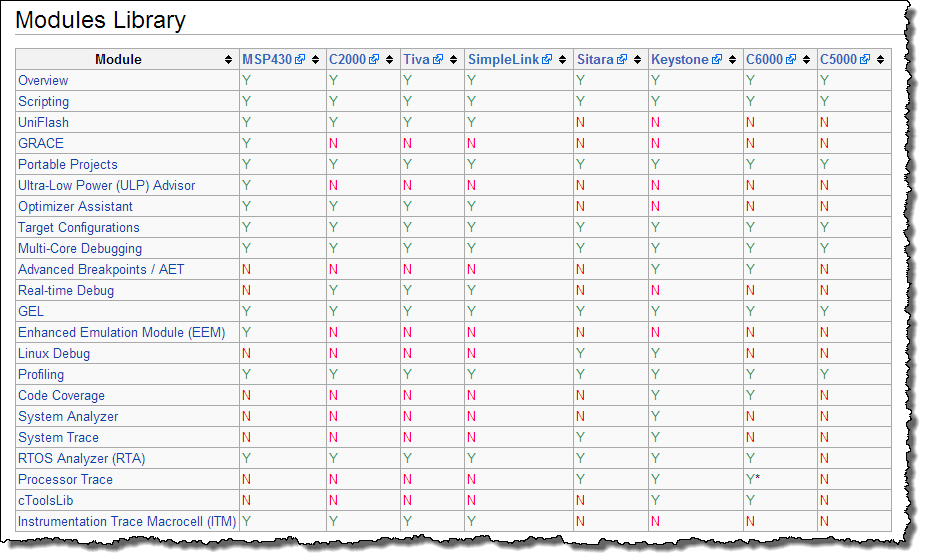 Modules Library
Module MSP430 C2000 Tiva SimpleLink Sitara Keystone C6000 C5000
Overview Y Y Y Y Y Y Y Y
Scripting Y Y Y Y Y Y Y Y
UniFlash Y Y Y Y N N N N
GRACE Y N N N N N N N
Portable Projects Y Y Y Y Y Y Y Y
Ultra-Low Power (ULP) Advisor Y N N N N N N N
Optimizer Assistant Y Y Y Y N N N N
Target Configurations Y Y Y Y Y Y Y Y
Multi-Core Debugging Y Y Y Y Y Y Y Y
Advanced Breakpoints / AET N N N N N Y Y N
Real-time Debug N Y Y Y N N N N
GEL Y Y Y Y Y Y Y Y
Enhanced Emulation Module (EEM) Y N N N N N N N
Linux Debug N N N N Y Y N N
Profiling Y Y Y Y Y Y Y Y
Code Coverage N N N N N Y Y N
System Analyzer N N N N N Y N N
System Trace N N N N Y Y N N
RTOS Analyzer (RTA) Y Y Y Y Y Y Y N
Processor Trace N N N N Y Y Y* N
cToolsLib N N N N N Y Y N
Instrumentation Trace Macrocell (ITM) Y Y Y Y N N N N